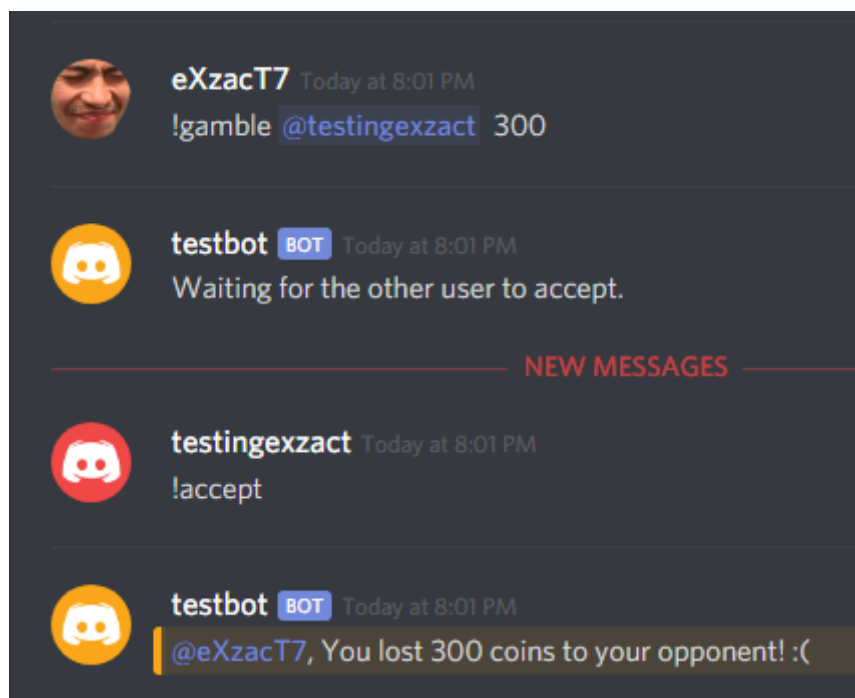 eXzacT7 Today at 8:01 PM
!gamble @testingexzact 300
testbot BOT Today at 8:01 PM
Waiting for the other user to accept.
NEW MESSAGES
testingexzact Today at 8:01 PM
!accept
testbot BOT Today at 8:01 PM
@eXzacT7, You lost 300 coins to your opponent! :(